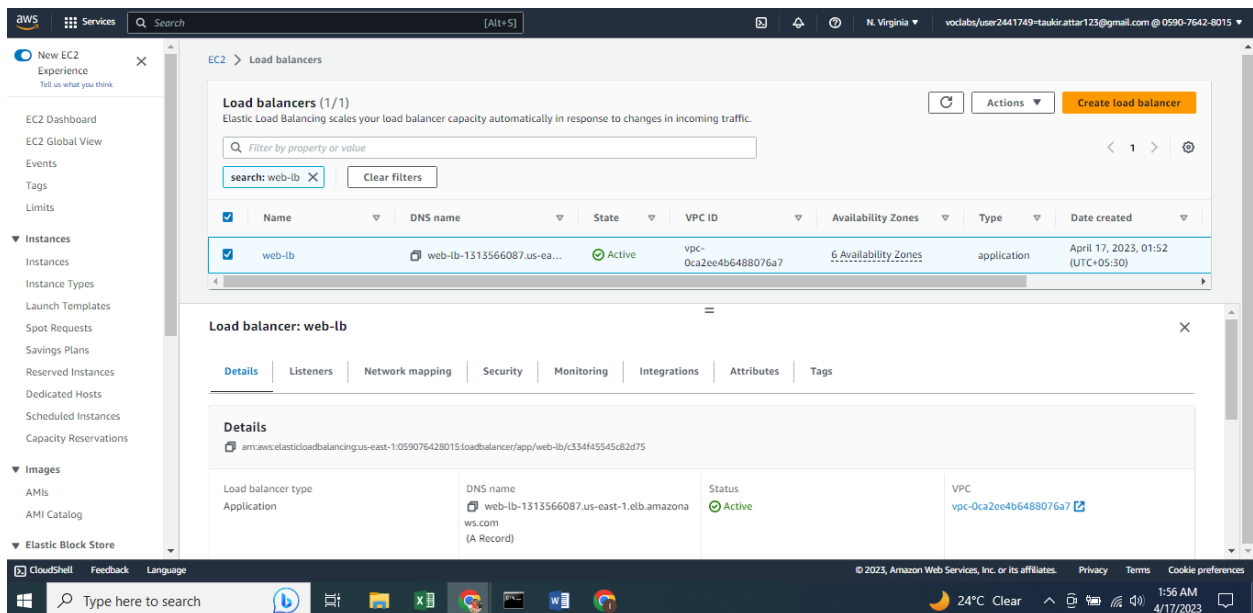 aws Services Search [Alt+S] N. Virginia ▼ voclabs/user2441749=taukir.attar123@gmail.com @ 0590-7642-8015 ▼
New EC2
Experience
Tell us what you think
EC2 Dashboard
EC2 Global View
Events
Tags
Limits
▼ Instances
Instances
Instance Types
Launch Templates
Spot Requests
Savings Plans
Reserved Instances
Dedicated Hosts
Scheduled Instances
Capacity Reservations
▼ Images
AMIs
AMI Catalog
▼ Elastic Block Store
EC2 > Load balancers
Load balancers (1/1)
Elastic Load Balancing scales your load balancer capacity automatically in response to changes in incoming traffic.
Actions ▼ Create load balancer
Filter by property or value
< 1 >
search: web-lb ✕ Clear filters
Name DNS name State VPC ID Availability Zones Type Date created
web-lb web-lb-1313566087.us-ea... Active vpc-0ca2ee4b6488076a7 6 Availability Zones application April 17, 2023, 01:52 (UTC+05:30)
Load balancer: web-lb
Details Listeners Network mapping Security Monitoring Integrations Attributes Tags
Details
arn:aws:elasticloadbalancing:us-east-1:059076428015:loadbalancer/app/web-lb/c334f45545c82d75
Load balancer type
Application
DNS name
web-lb-1313566087.us-east-1.elb.amazona
ws.com
(A Record)
Status
Active
VPC
vpc-0ca2ee4b6488076a7
CloudShell Feedback Language © 2023, Amazon Web Services, Inc. or its affiliates. Privacy Terms Cookie preferences
Type here to search 24°C Clear 1:56 AM
4/17/2023